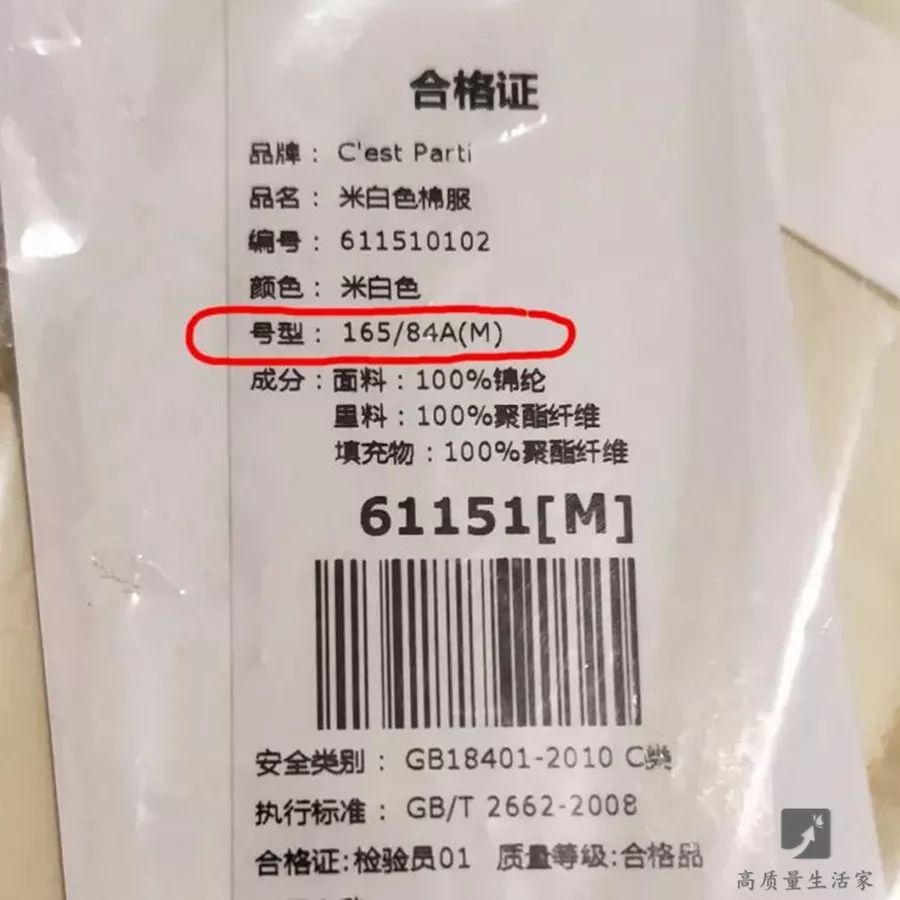 合格证
品牌：C'est Parti
品名：米白色棉服
编号：611510102
颜色：米白色
号型：165/84A(M)
成分：面料：100%锦纶
里料：100%聚酯纤维
填充物：100%聚酯纤维
61151[M]
安全类别：GB18401-2010 C类
执行标准：GB/T 2662-2008
合格证:检验员01 质量等级:合格品
高质量生活家